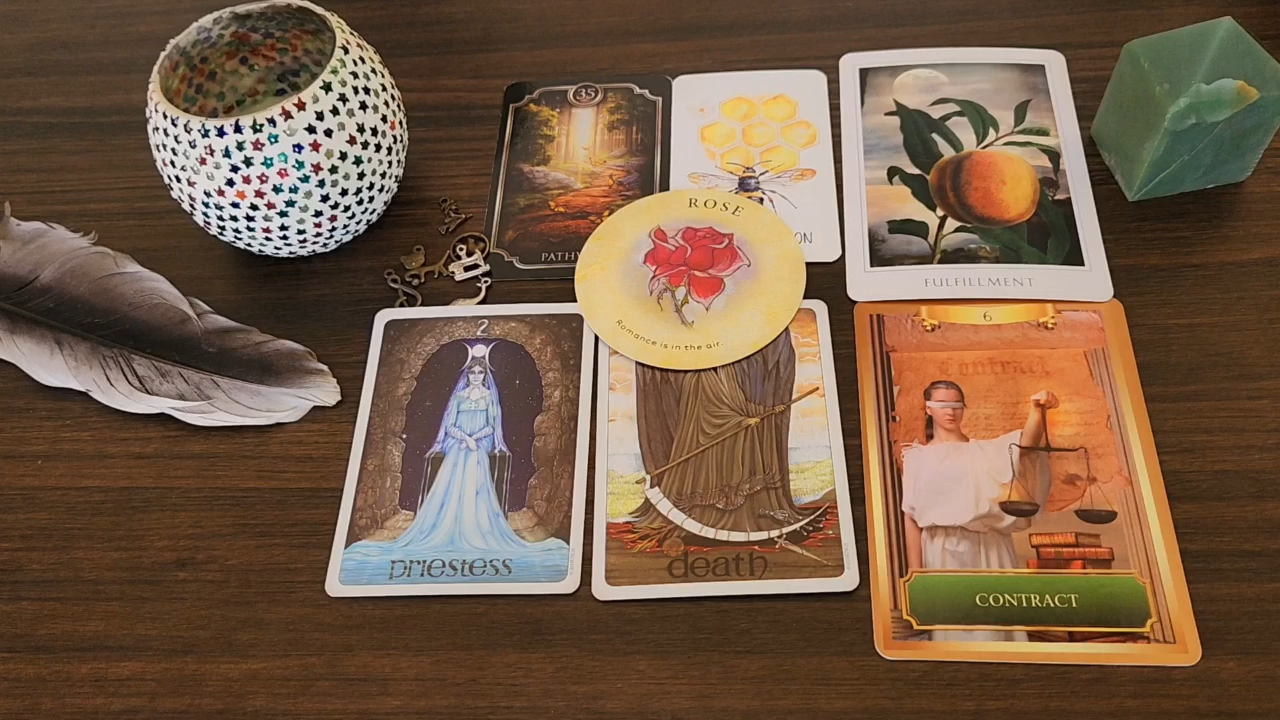 35
PATHW
ON
FULFILLMENT
ROSE
Romance is in the air.
2
priestess
death
6
Contract
CONTRACT